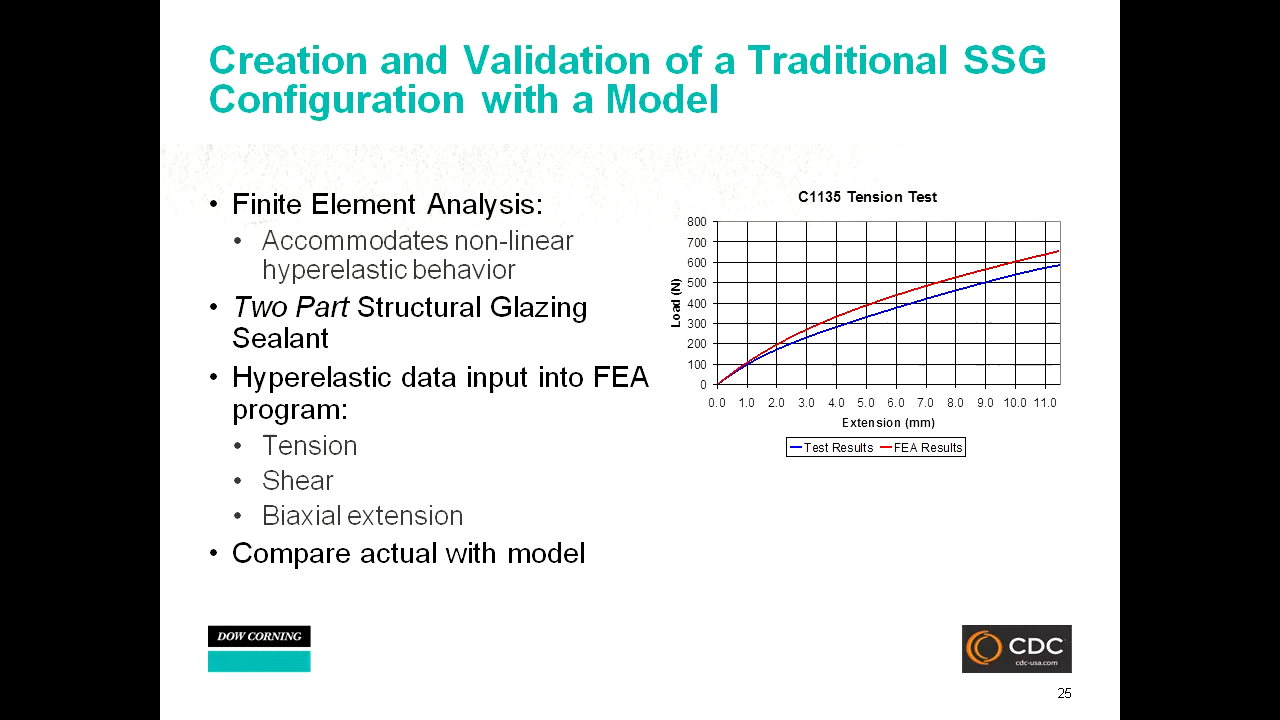 Creation and Validation of a Traditional SSG
Configuration with a Model
• Finite Element Analysis:
• Accommodates non-linear
hyperelastic behavior
• Two Part Structural Glazing
Sealant
• Hyperelastic data input into FEA
program:
• Tension
• Shear
• Biaxial extension
• Compare actual with model
C1135 Tension Test
Load (N)
800
700
600
500
400
300
200
100
0
0.0 1.0 2.0 3.0 4.0 5.0 6.0 7.0 8.0 9.0 10.0 11.0
Extension (mm)
Test Results FEA Results
DOW CORNING
CDC
cdc-usa.com
25